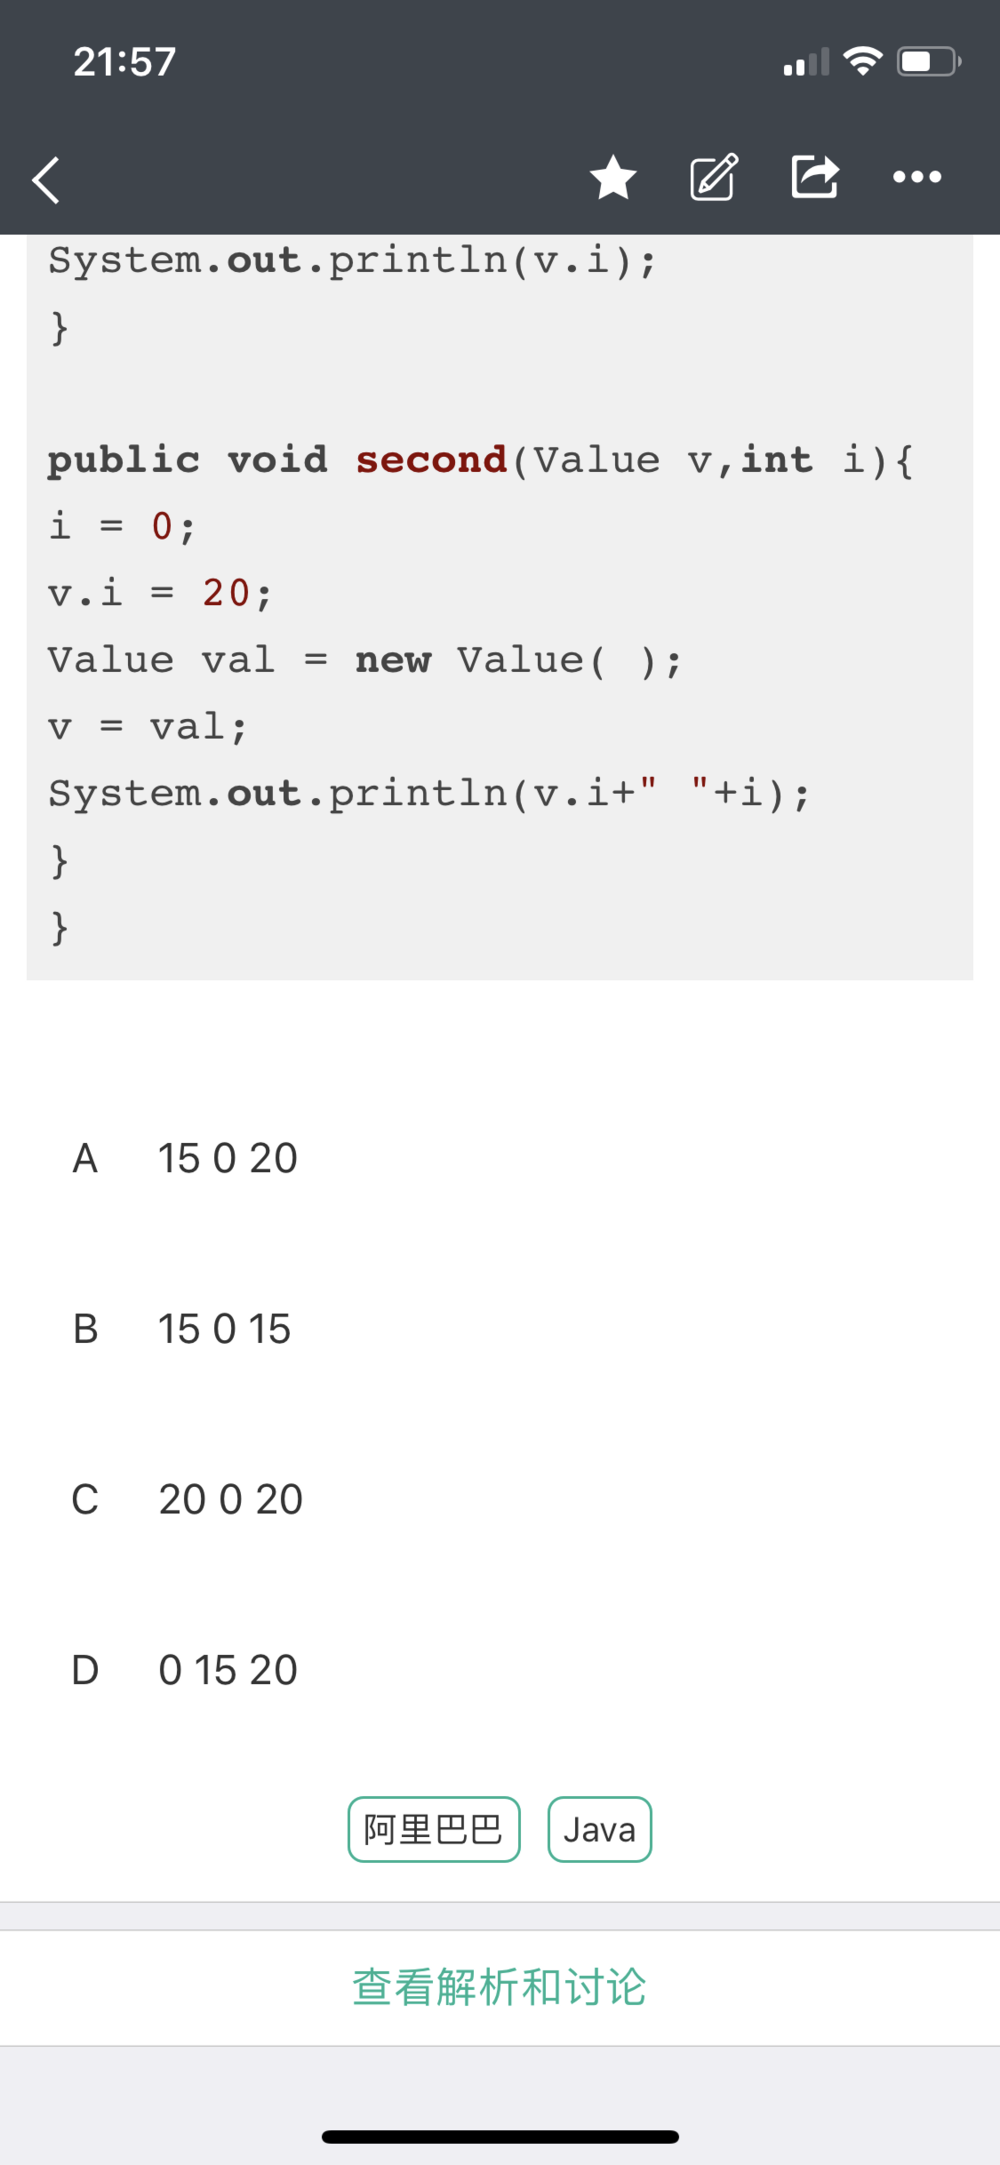 21:57
System.out.println(v.i);
}
public void second(Value v,int i){
i = 0;
v.i = 20;
Value val = new Value( );
v = val;
System.out.println(v.i+" "+i);
}
}
A 15 0 20
B 15 0 15
C 20 0 20
D 0 15 20
阿里巴巴 Java
查看解析和讨论